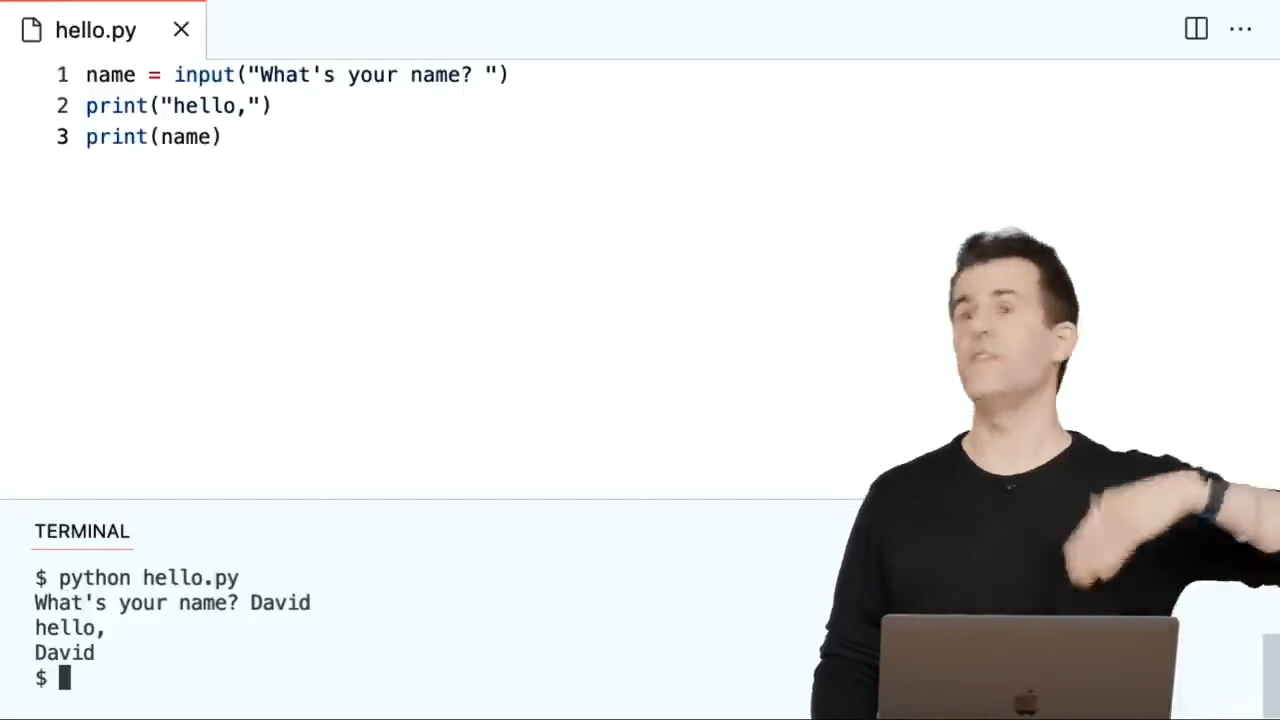 hello.py
1 name = input("What's your name? ")
2 print("hello,")
3 print(name)
TERMINAL
$ python hello.py
What's your name? David
hello,
David
$